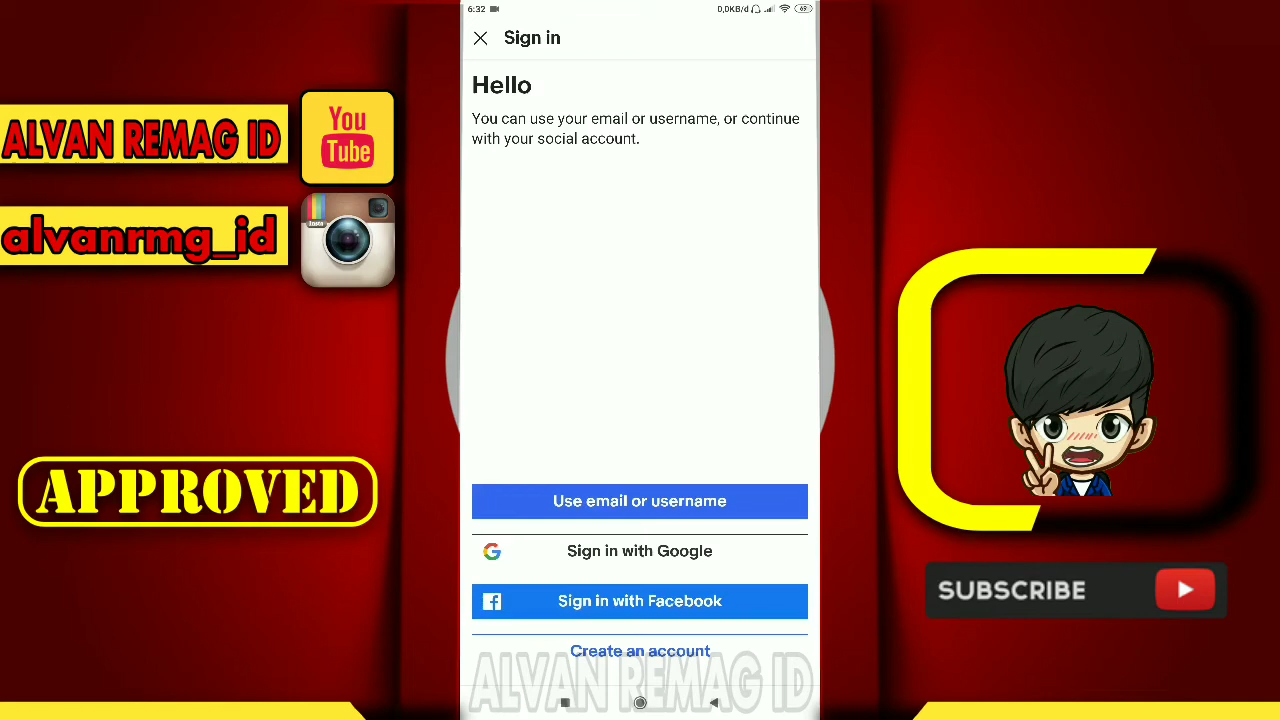 6:32
0,0KB/d
69
Sign in
Hello
You can use your email or username, or continue
with your social account.
ALVAN REMAG ID
You
Tube
alvanrmg_id
Insta
APPROVED
Use email or username
Sign in with Google
Sign in with Facebook
Create an account
ALVAN REMAG ID
SUBSCRIBE